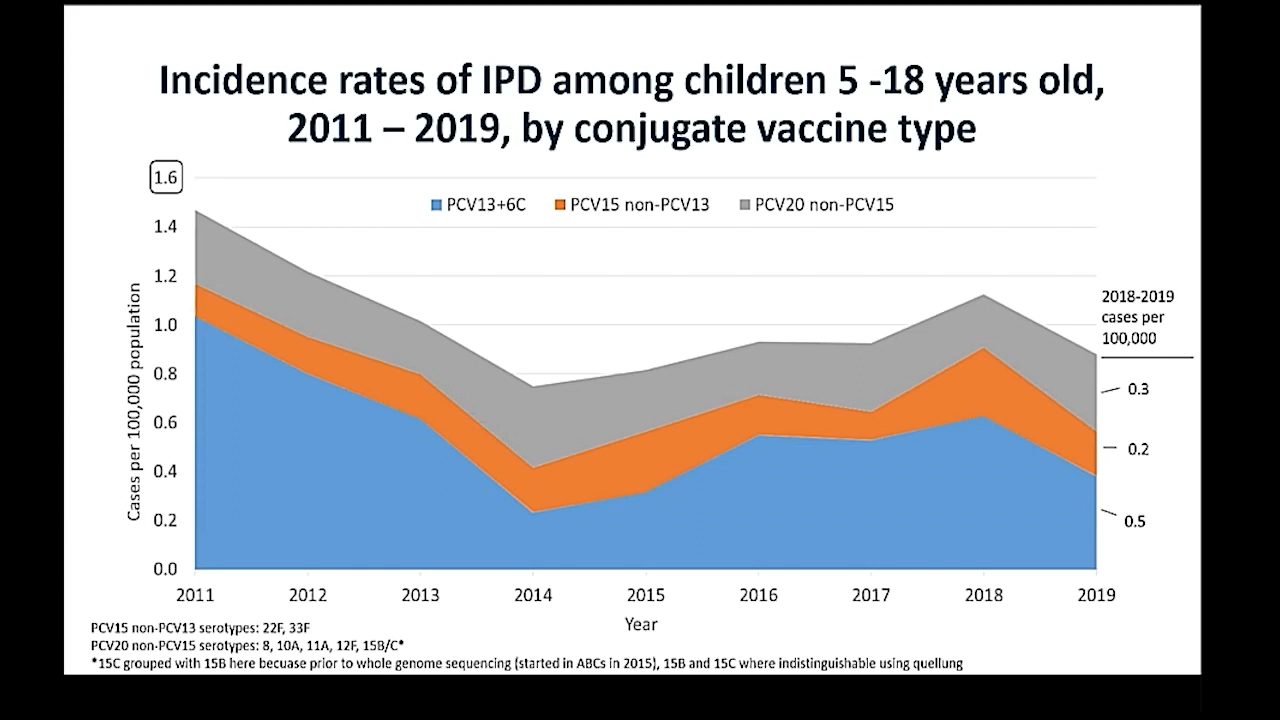 Incidence rates of IPD among children 5 -18 years old,
2011 – 2019, by conjugate vaccine type
1.6
PCV13+6C PCV15 non-PCV13 PCV20 non-PCV15
1.4
1.2
1.0
0.8
0.6
0.4
0.2
0.0
Cases per 100,000 population
2018-2019
cases per
100,000
0.3
0.2
0.5
2011 2012 2013 2014 2015 2016 2017 2018 2019
Year
PCV15 non-PCV13 serotypes: 22F, 33F
PCV20 non-PCV15 serotypes: 8, 10A, 11A, 12F, 15B/C*
*15C grouped with 15B here becuase prior to whole genome sequencing (started in ABCs in 2015), 15B and 15C where indistinguishable using quellung